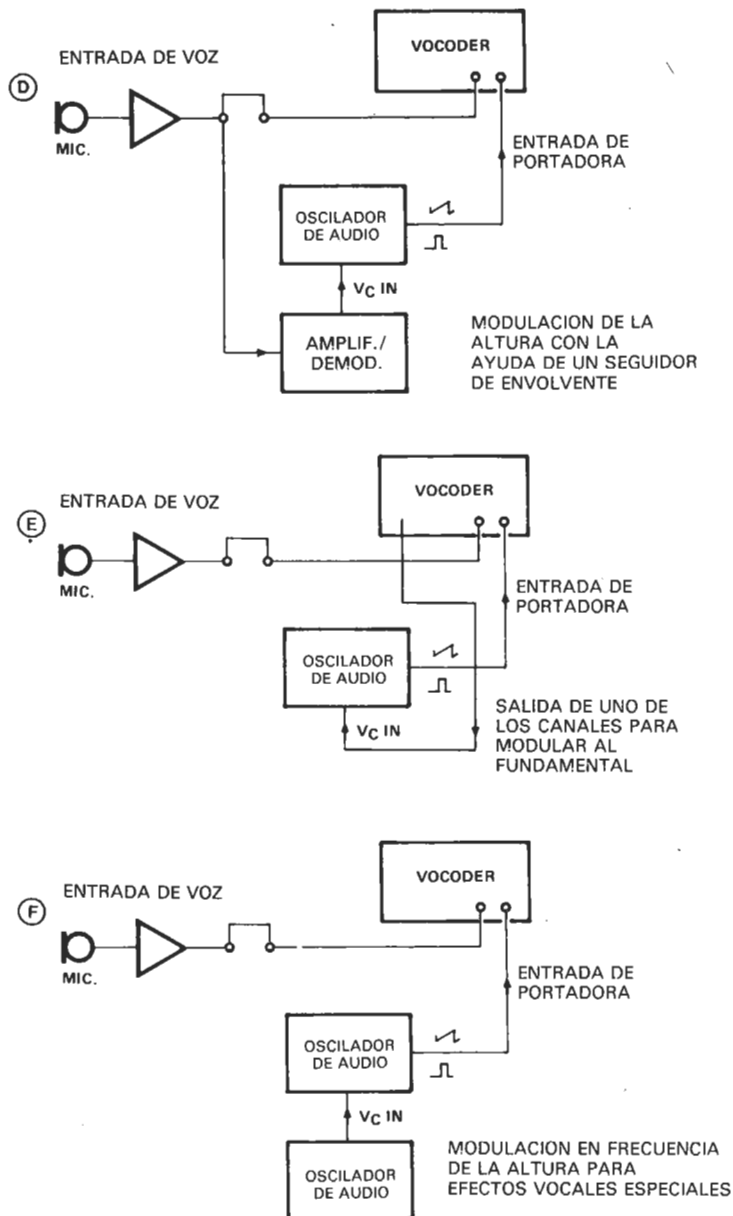 VOCODER
ENTRADA DE VOZ
D
MIC.
ENTRADA DE
PORTADORA
OSCILADOR
DE AUDIO
VC IN
AMPLIF./
DEMOD.
MODULACION DE LA
ALTURA CON LA
AYUDA DE UN SEGUIDOR
DE ENVOLVENTE
VOCODER
ENTRADA DE VOZ
E
MIC.
ENTRADA DE
PORTADORA
OSCILADOR
DE AUDIO
VC IN
SALIDA DE UNO DE
LOS CANALES PARA
MODULAR AL
FUNDAMENTAL
VOCODER
ENTRADA DE VOZ
F
MIC.
ENTRADA DE
PORTADORA
OSCILADOR
DE AUDIO
VC IN
OSCILADOR
DE AUDIO
MODULACION EN FRECUENCIA
DE LA ALTURA PARA
EFECTOS VOCALES ESPECIALES